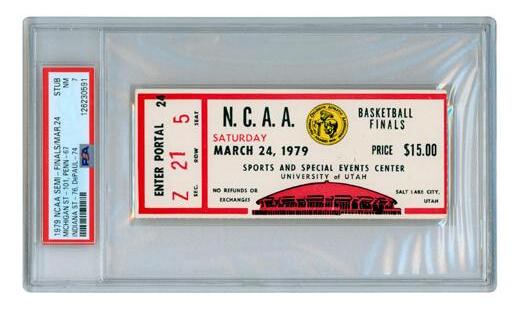 1979 NCAA SEMI-FINALS/MAR.24
MICHIGAN ST-101, PENN-67
INDIANA ST-76, DePAUL-74
STUB
NM 7
126230591
PSA
ENTER PORTAL 24
Z 21 5
SEC. ROW SEAT
N.C.A.A.
SATURDAY
MARCH 24, 1979
BASKETBALL
FINALS
PRICE $15.00
SPORTS AND SPECIAL EVENTS CENTER
UNIVERSITY of UTAH
NO REFUNDS OR
EXCHANGES
SALT LAKE CITY,
UTAH